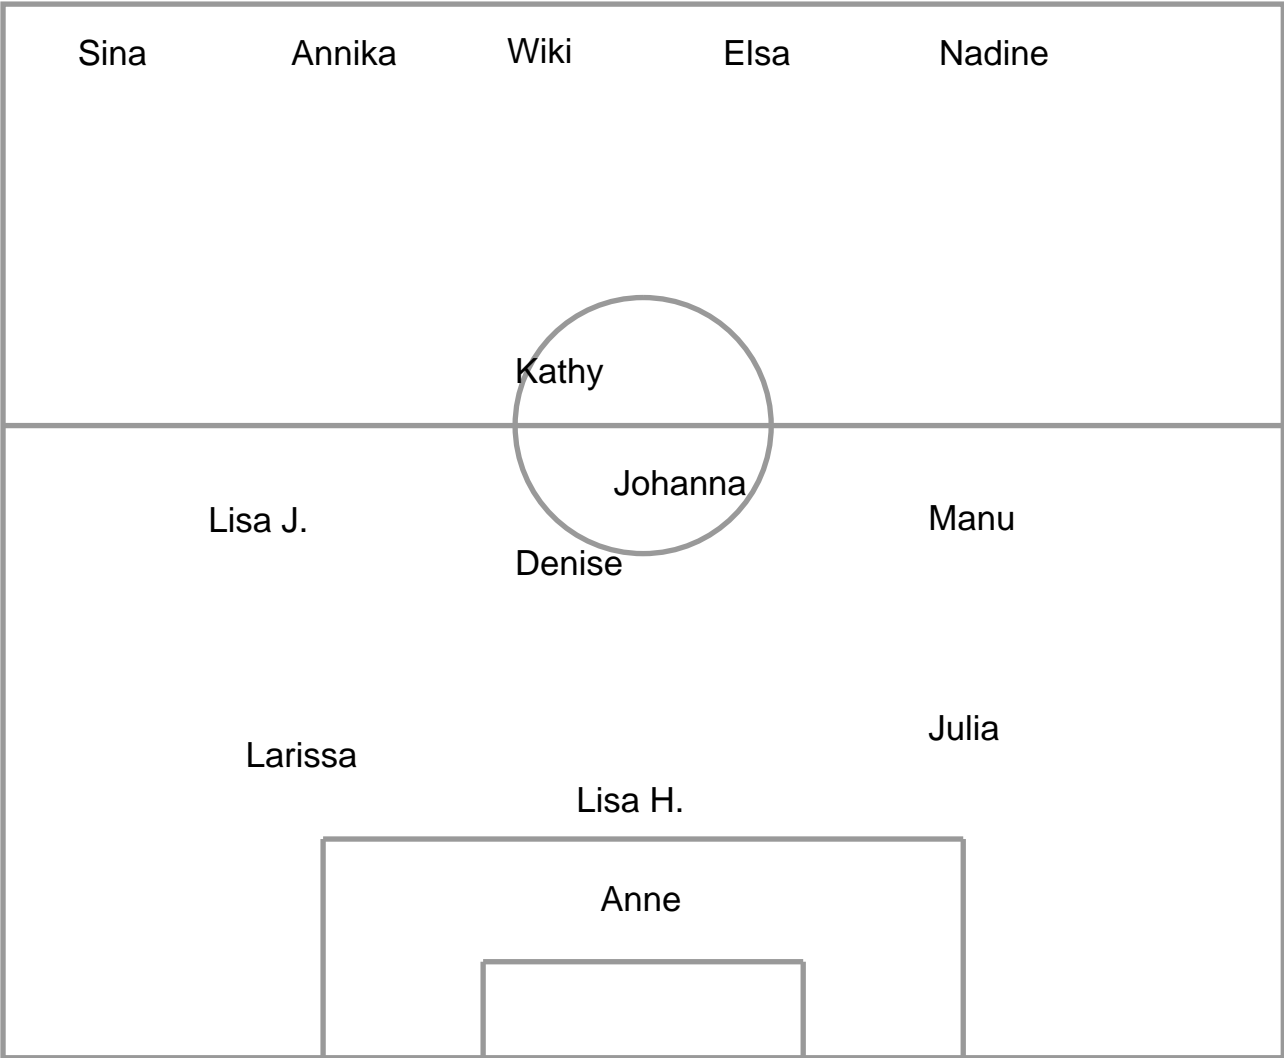 Sina Annika Wiki Elsa Nadine
Kathy
Johanna
Lisa J. Manu
Denise
Julia
Larissa
Lisa H.
Anne